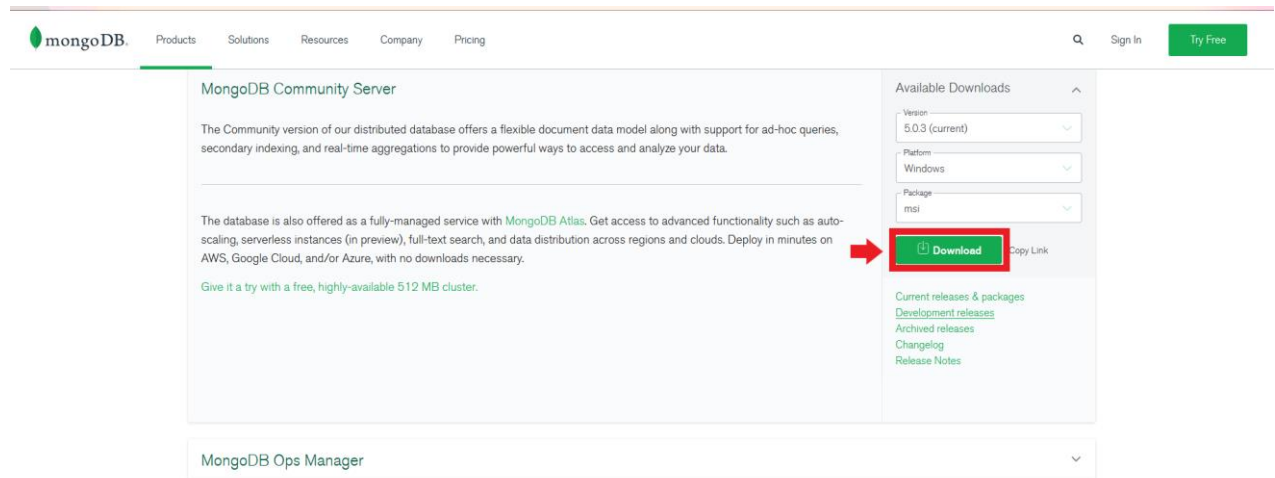 mongoDB.
Products Solutions Resources Company Pricing Sign In Try Free
MongoDB Community Server
The Community version of our distributed database offers a flexible document data model along with support for ad-hoc queries,
secondary indexing, and real-time aggregations to provide powerful ways to access and analyze your data.
The database is also offered as a fully-managed service with MongoDB Atlas. Get access to advanced functionality such as auto-
scaling, serverless instances (in preview), full-text search, and data distribution across regions and clouds. Deploy in minutes on
AWS, Google Cloud, and/or Azure, with no downloads necessary.
Give it a try with a free, highly-available 512 MB cluster.
Available Downloads
Version
5.0.3 (current)
Platform
Windows
Package
msi
Download Copy Link
Current releases & packages
Development releases
Archived releases
Changelog
Release Notes
MongoDB Ops Manager